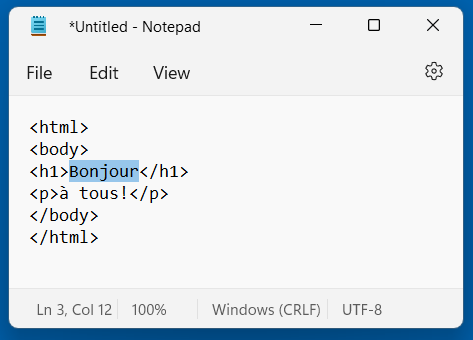 *Untitled - Notepad
File Edit View
<html>
<body>
<h1>Bonjour</h1>
<p>à tous!</p>
</body>
</html>
Ln 3, Col 12 100% Windows (CRLF) UTF-8